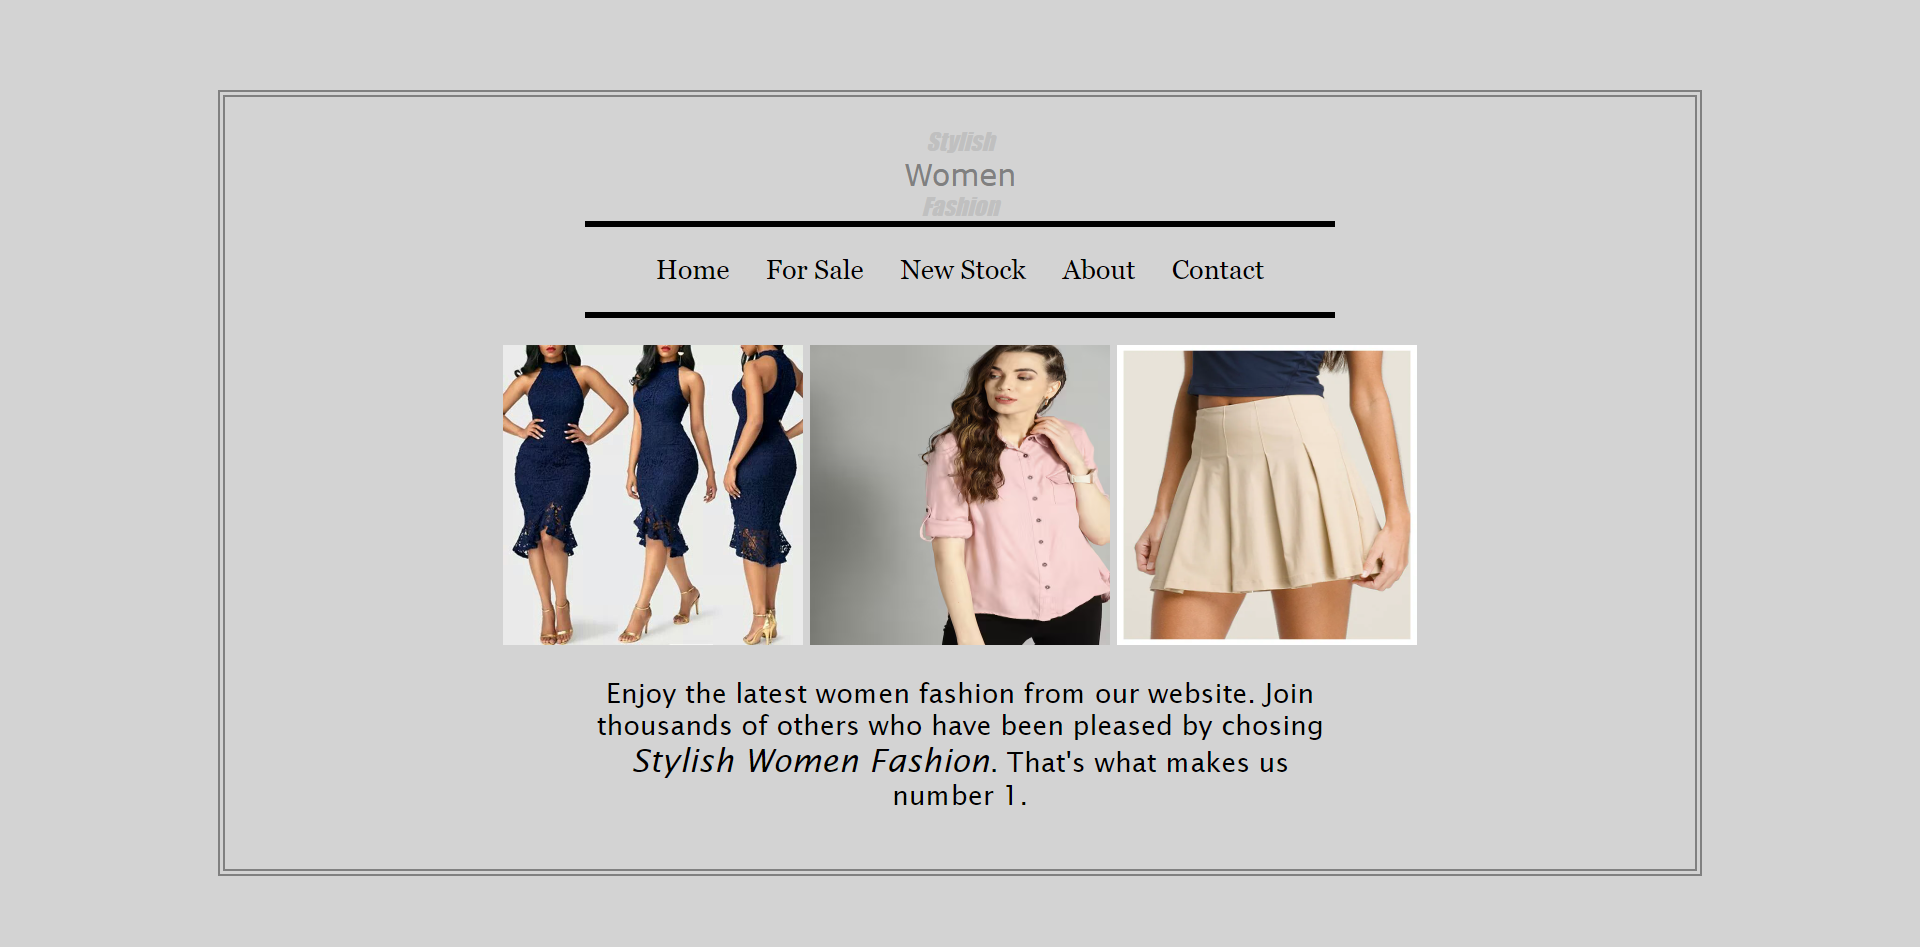 Stylish
Women
Fashion
Home For Sale New Stock About Contact
Enjoy the latest women fashion from our website. Join
thousands of others who have been pleased by chosing
Stylish Women Fashion. That's what makes us
number 1.